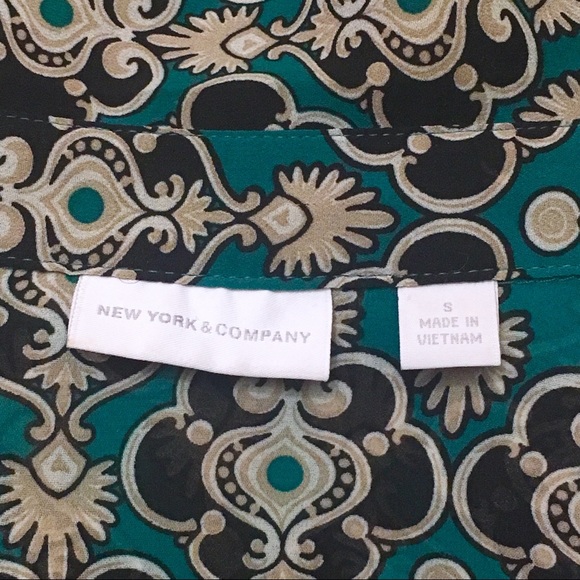 NEW YORK & COMPANY
S
MADE IN
VIETNAM